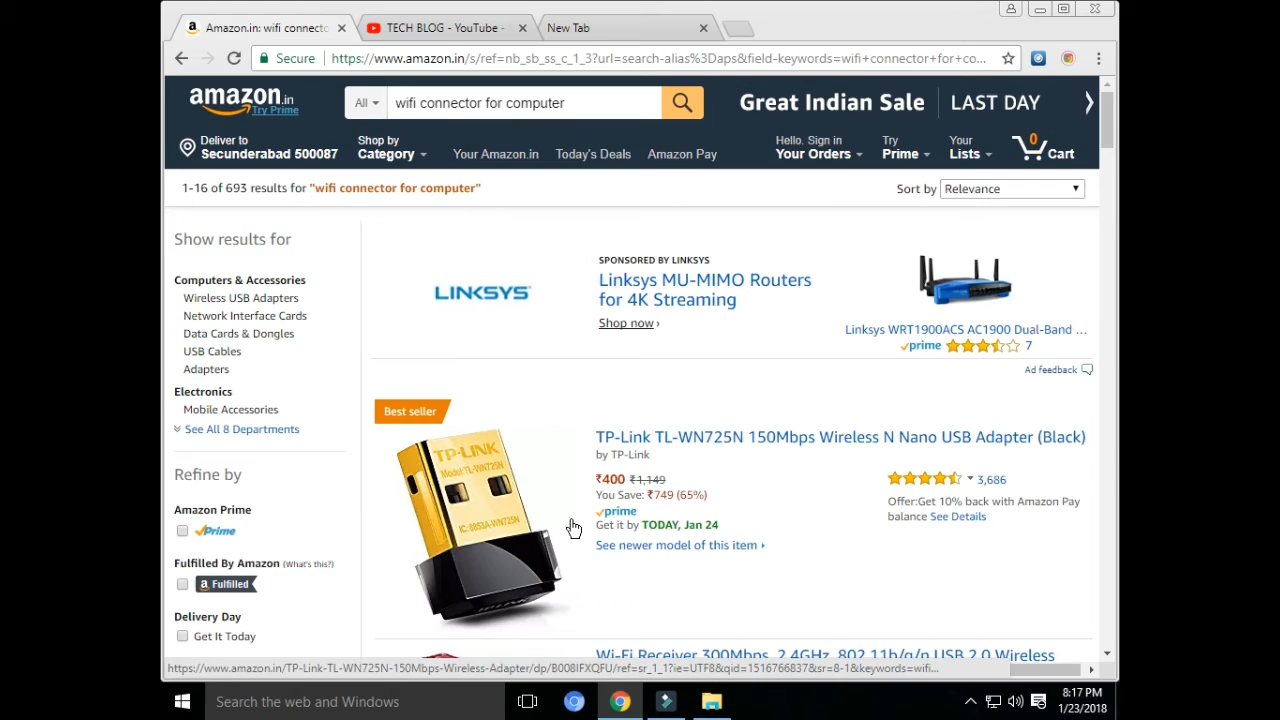 Amazon.in: wifi connecto
TECH BLOG - YouTube -
New Tab
Secure
https://www.amazon.in/s/ref=nb_sb_ss_c_1_3?url=search-alias%3Daps&field-keywords=wifi+connector+for+co...
amazon.in
Try Prime
All
wifi connector for computer
Great Indian Sale
LAST DAY
Deliver to
Secunderabad 500087
Shop by
Category
Your Amazon.in
Today's Deals
Amazon Pay
Hello. Sign in
Your Orders
Try
Prime
Your
Lists
0
Cart
1-16 of 693 results for "wifi connector for computer"
Sort by
Relevance
Show results for
Computers & Accessories
Wireless USB Adapters
Network Interface Cards
Data Cards & Dongles
USB Cables
Adapters
Electronics
Mobile Accessories
See All 8 Departments
Refine by
Amazon Prime
Prime
Fulfilled By Amazon (What's this?)
a Fulfilled
Delivery Day
Get It Today
LINKSYS
SPONSORED BY LINKSYS
Linksys MU-MIMO Routers
for 4K Streaming
Shop now ›
Linksys WRT1900ACS AC1900 Dual-Band ...
prime
7
Ad feedback
Best seller
TP-LINK
Model TL-WN725N
IC: 8853A-WN725N
TP-LINK
TP-Link TL-WN725N 150Mbps Wireless N Nano USB Adapter (Black)
by TP-Link
₹400 ₹1,149
You Save: ₹749 (65%)
prime
Get it by TODAY, Jan 24
See newer model of this item
3,686
Offer:Get 10% back with Amazon Pay
balance See Details
Wi-Fi Receiver 300Mbps, 2.4GHz, 802.11b/g/n USB 2.0 Wireless
https://www.amazon.in/TP-Link-TL-WN725N-150Mbps-Wireless-Adapter/dp/B008IFXQFU/ref=sr_1_1?ie=UTF8&qid=1516766837&sr=8-1&keywords=wifi...
Search the web and Windows
8:17 PM
1/23/2018